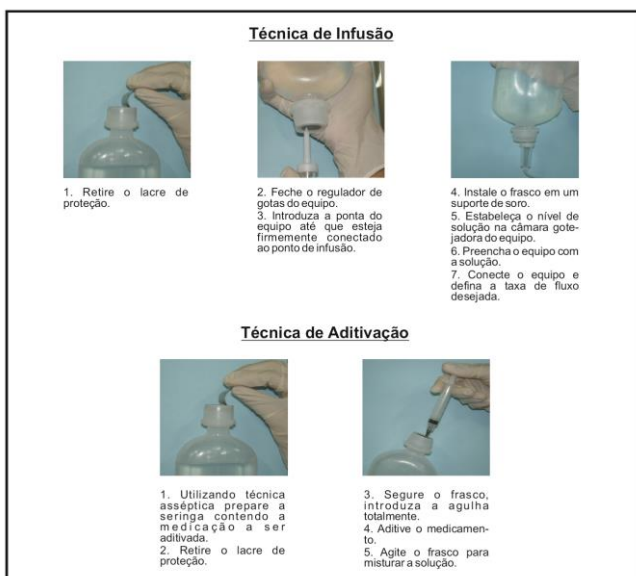 Técnica de Infusão
1. Retire o lacre de
proteção.
2. Feche o regulador de
gotas do equipo.
3. Introduza a ponta do
equipo até que esteja
firmemente conectado
ao ponto de infusão.
4. Instale o frasco em um
suporte de soro.
5. Estabeleça o nível de
solução na câmara gote-
jadora do equipo.
6. Preencha o equipo com
a solução.
7. Conecte o equipo e
defina a taxa de fluxo
desejada.
Técnica de Aditivação
1. Utilizando técnica
asséptica prepare a
seringa contendo a
medicação a ser
aditivada.
2. Retire o lacre de
proteção.
3. Segure o frasco,
introduza a agulha
totalmente.
4. Aditive o medicamen-
to.
5. Agite o frasco para
misturar a solução.